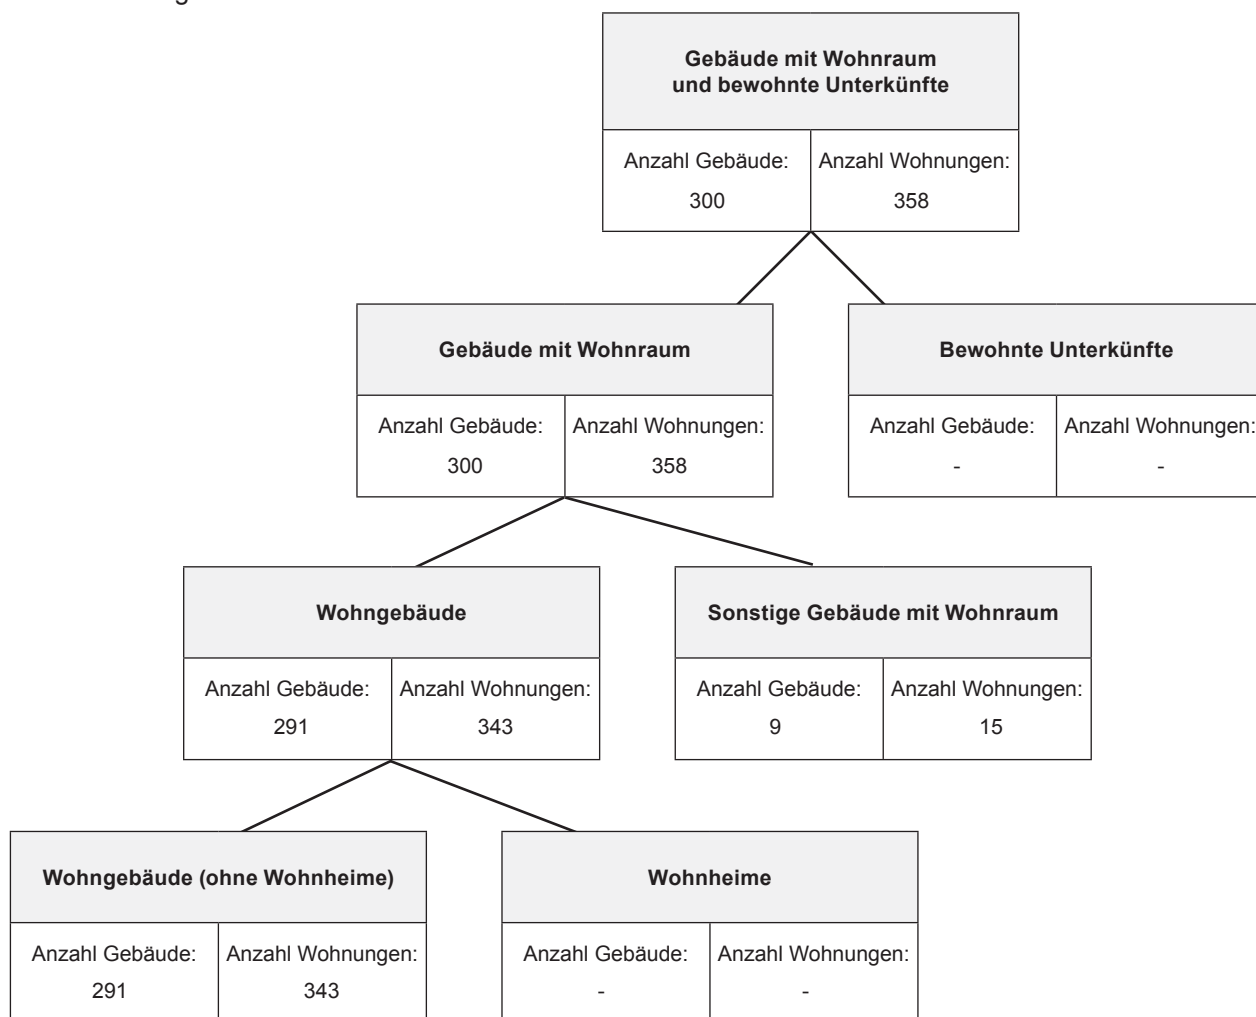 Gebäude mit Wohnraum
und bewohnte Unterkünfte
Anzahl Gebäude: Anzahl Wohnungen:
300 358
Gebäude mit Wohnraum
Bewohnte Unterkünfte
Anzahl Gebäude: Anzahl Wohnungen:
300 358
Anzahl Gebäude: Anzahl Wohnungen:
- -
Wohngebäude
Sonstige Gebäude mit Wohnraum
Anzahl Gebäude: Anzahl Wohnungen:
291 343
Anzahl Gebäude: Anzahl Wohnungen:
9 15
Wohngebäude (ohne Wohnheime)
Wohnheime
Anzahl Gebäude: Anzahl Wohnungen:
291 343
Anzahl Gebäude: Anzahl Wohnungen:
- -